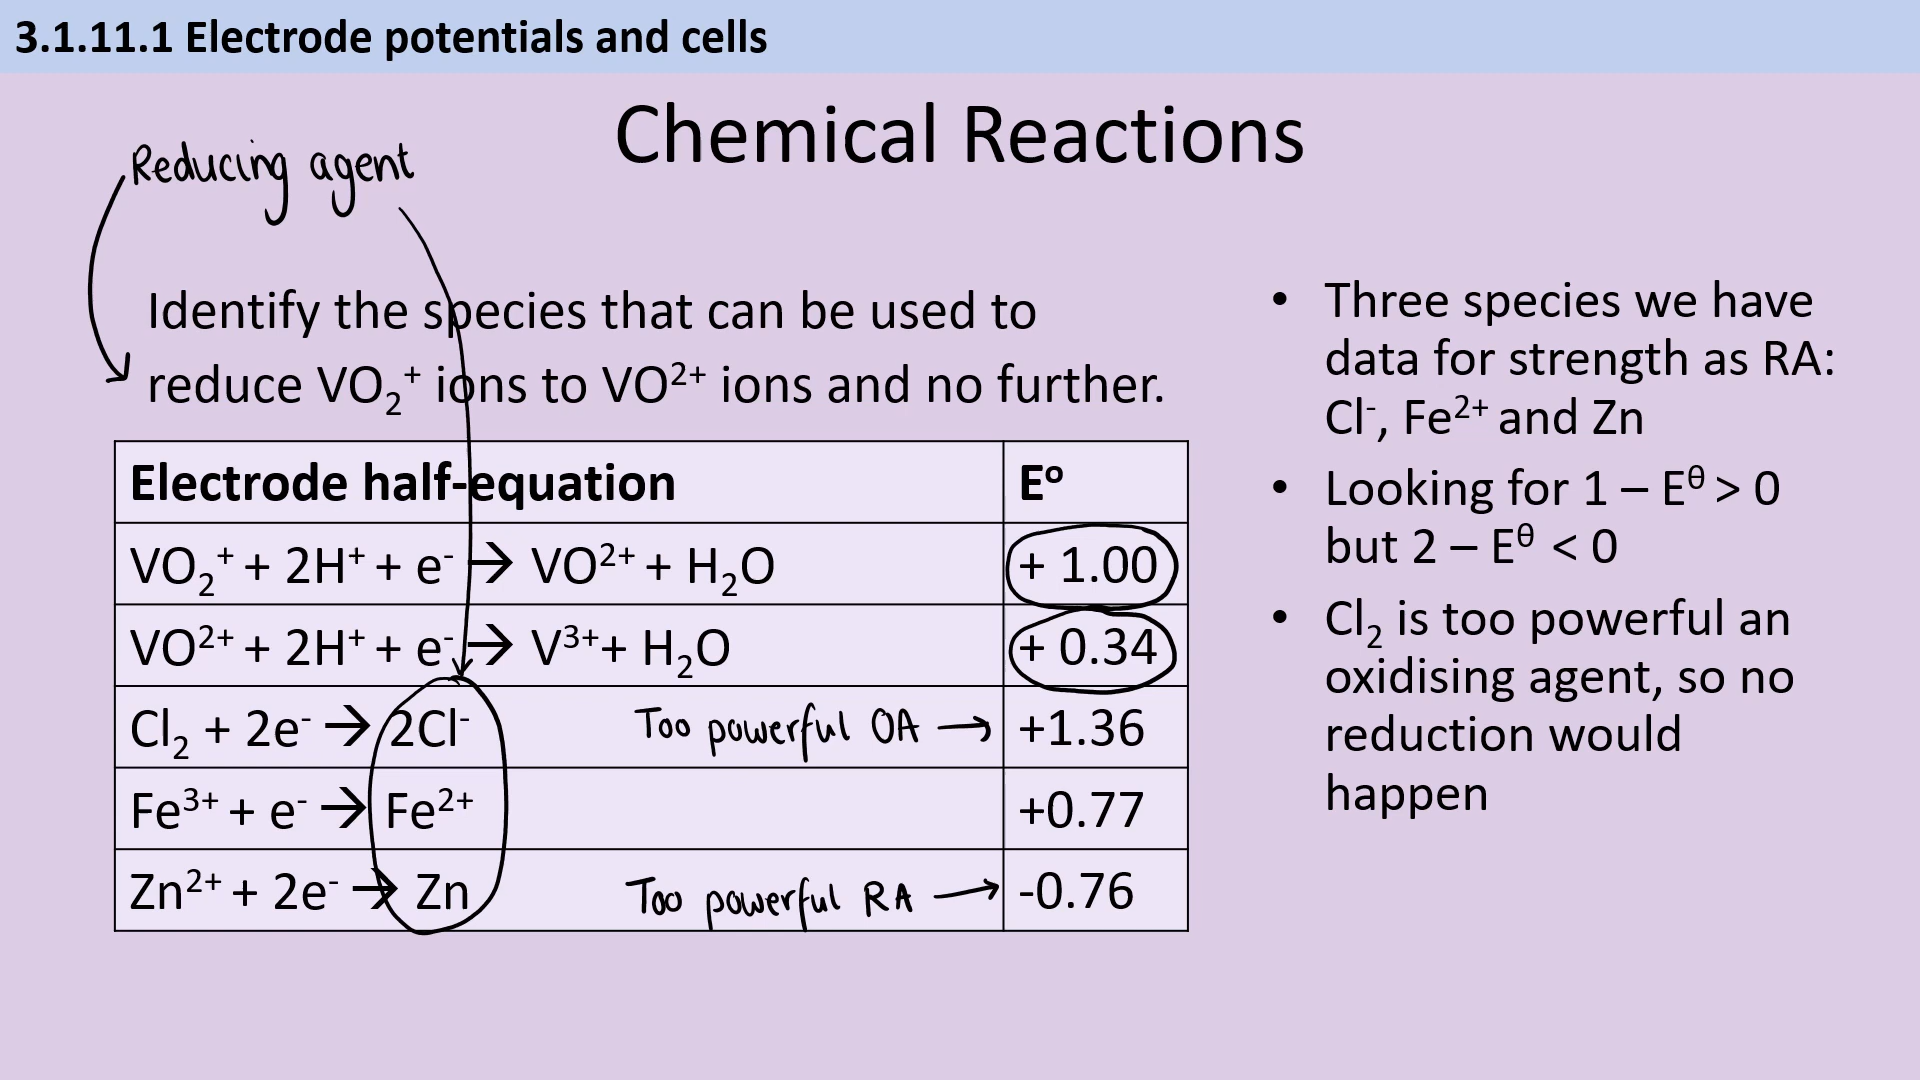 3.1.11.1 Electrode potentials and cells
Chemical Reactions
Reducing agent
Identify the species that can be used to
reduce VO₂⁺ ions to VO²⁺ ions and no further.
Electrode half-equation Eº
VO₂⁺ + 2H⁺ + e⁻ → VO²⁺ + H₂O + 1.00
VO²⁺ + 2H⁺ + e⁻ → V³⁺+ H₂O + 0.34
Cl₂ + 2e⁻ → 2Cl⁻ Too powerful OA → +1.36
Fe³⁺ + e⁻ → Fe²⁺ +0.77
Zn²⁺ + 2e⁻ → Zn Too powerful RA → -0.76
• Three species we have
data for strength as RA:
Cl⁻, Fe²⁺ and Zn
• Looking for 1 – E^θ > 0
but 2 – E^θ < 0
• Cl₂ is too powerful an
oxidising agent, so no
reduction would
happen